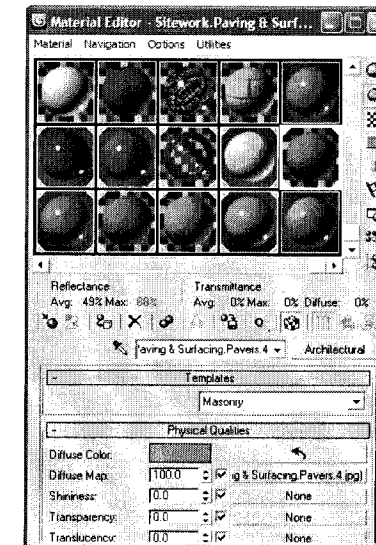 Material Editor - Sitework.Paving & Surf...
Material Navigation Options Utilities
Reflectance
Transmittance
Avg: 49% Max: 88%
Avg: 0% Max: 0% Diffuse: 0%
'aving & Surfacing.Pavers.4
Architectural
- Templates
Masonry
- Physical Qualities
Diffuse Color:
Diffuse Map: 100.0 ig & Surfacing.Pavers.4.jpg)
Shininess: 0.0 None
Transparency: 0.0 None
Translucency: 0.0 None